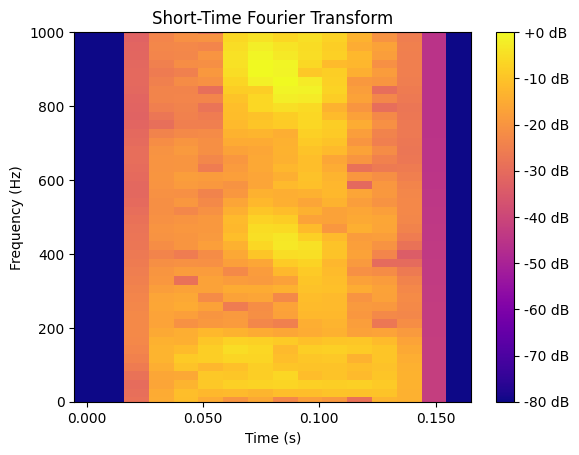 Short-Time Fourier Transform
1000
800
600
400
200
0
Frequency (Hz)
0.000
0.050
0.100
0.150
Time (s)
+0 dB
-10 dB
-20 dB
-30 dB
-40 dB
-50 dB
-60 dB
-70 dB
-80 dB